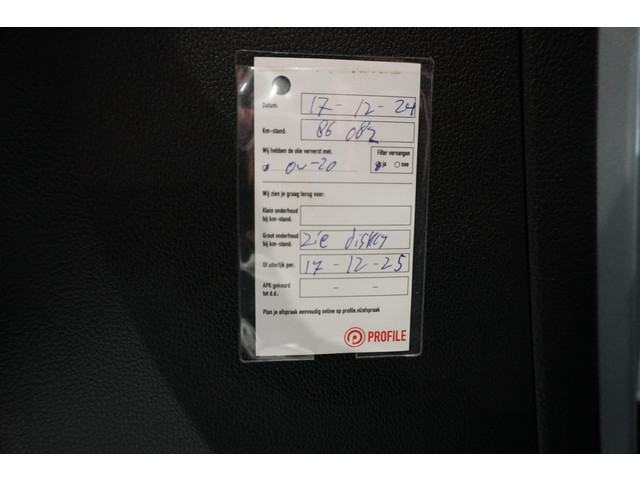 Datum: 17-12-24
Km-stand: 86 082
Wij hebben de olie ververst met: Filter vervangen
0w-20 ja nee
Wij zien je graag terug voor:
Klein onderhoud
bij km-stand:
Groot onderhoud zie display
bij km-stand:
Of uiterlijk per: 17-12-25
APK gekeurd
t/m d.d.: - -
Plan je afspraak eenvoudig online op profile.nl/afspraak
PROFILE